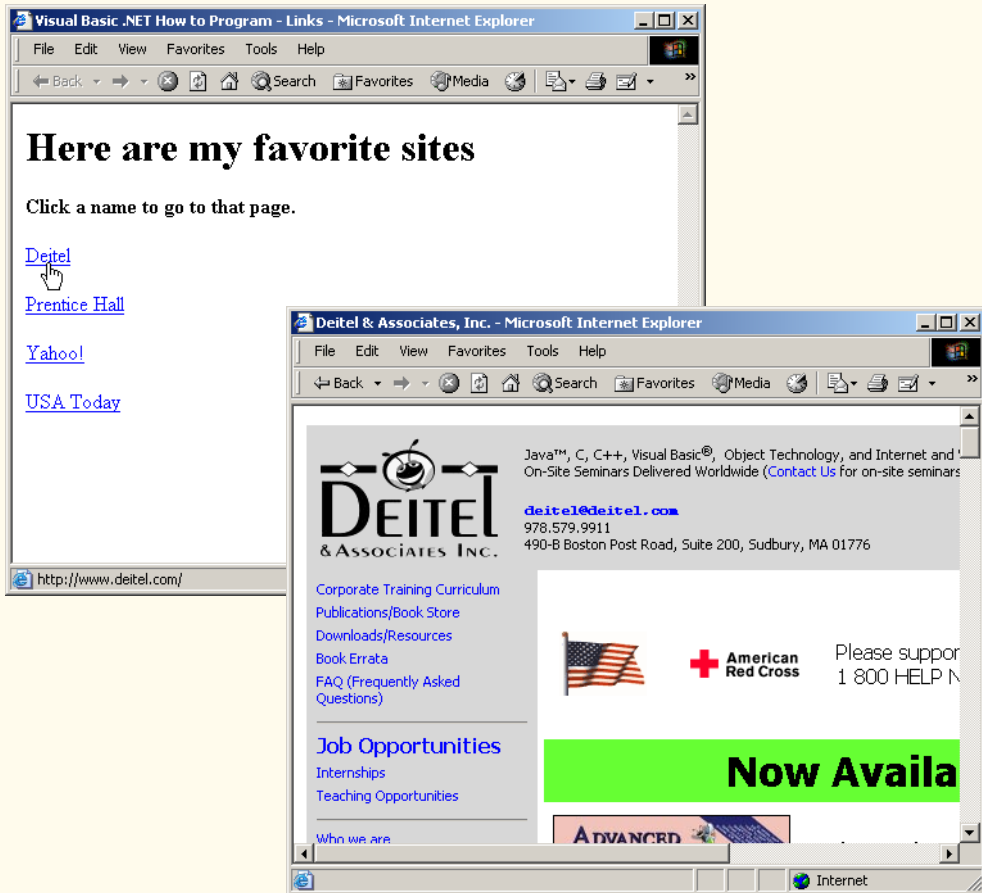 Visual Basic .NET How to Program - Links - Microsoft Internet Explorer
File Edit View Favorites Tools Help
Back Search Favorites Media »
Here are my favorite sites
Click a name to go to that page.
Deitel
Prentice Hall
Yahoo!
USA Today
http://www.deitel.com/
Deitel & Associates, Inc. - Microsoft Internet Explorer
File Edit View Favorites Tools Help
Back Search Favorites Media »
DEITEL
& ASSOCIATES INC.
Java™, C, C++, Visual Basic®, Object Technology, and Internet and
On-Site Seminars Delivered Worldwide (Contact Us for on-site seminars
deitel@deitel.com
978.579.9911
490-B Boston Post Road, Suite 200, Sudbury, MA 01776
Corporate Training Curriculum
Publications/Book Store
Downloads/Resources
Book Errata
FAQ (Frequently Asked
Questions)
Job Opportunities
Internships
Teaching Opportunities
Who we are
American
Red Cross
Please suppor
1 800 HELP N
Now Availa
ADVANCED
Internet